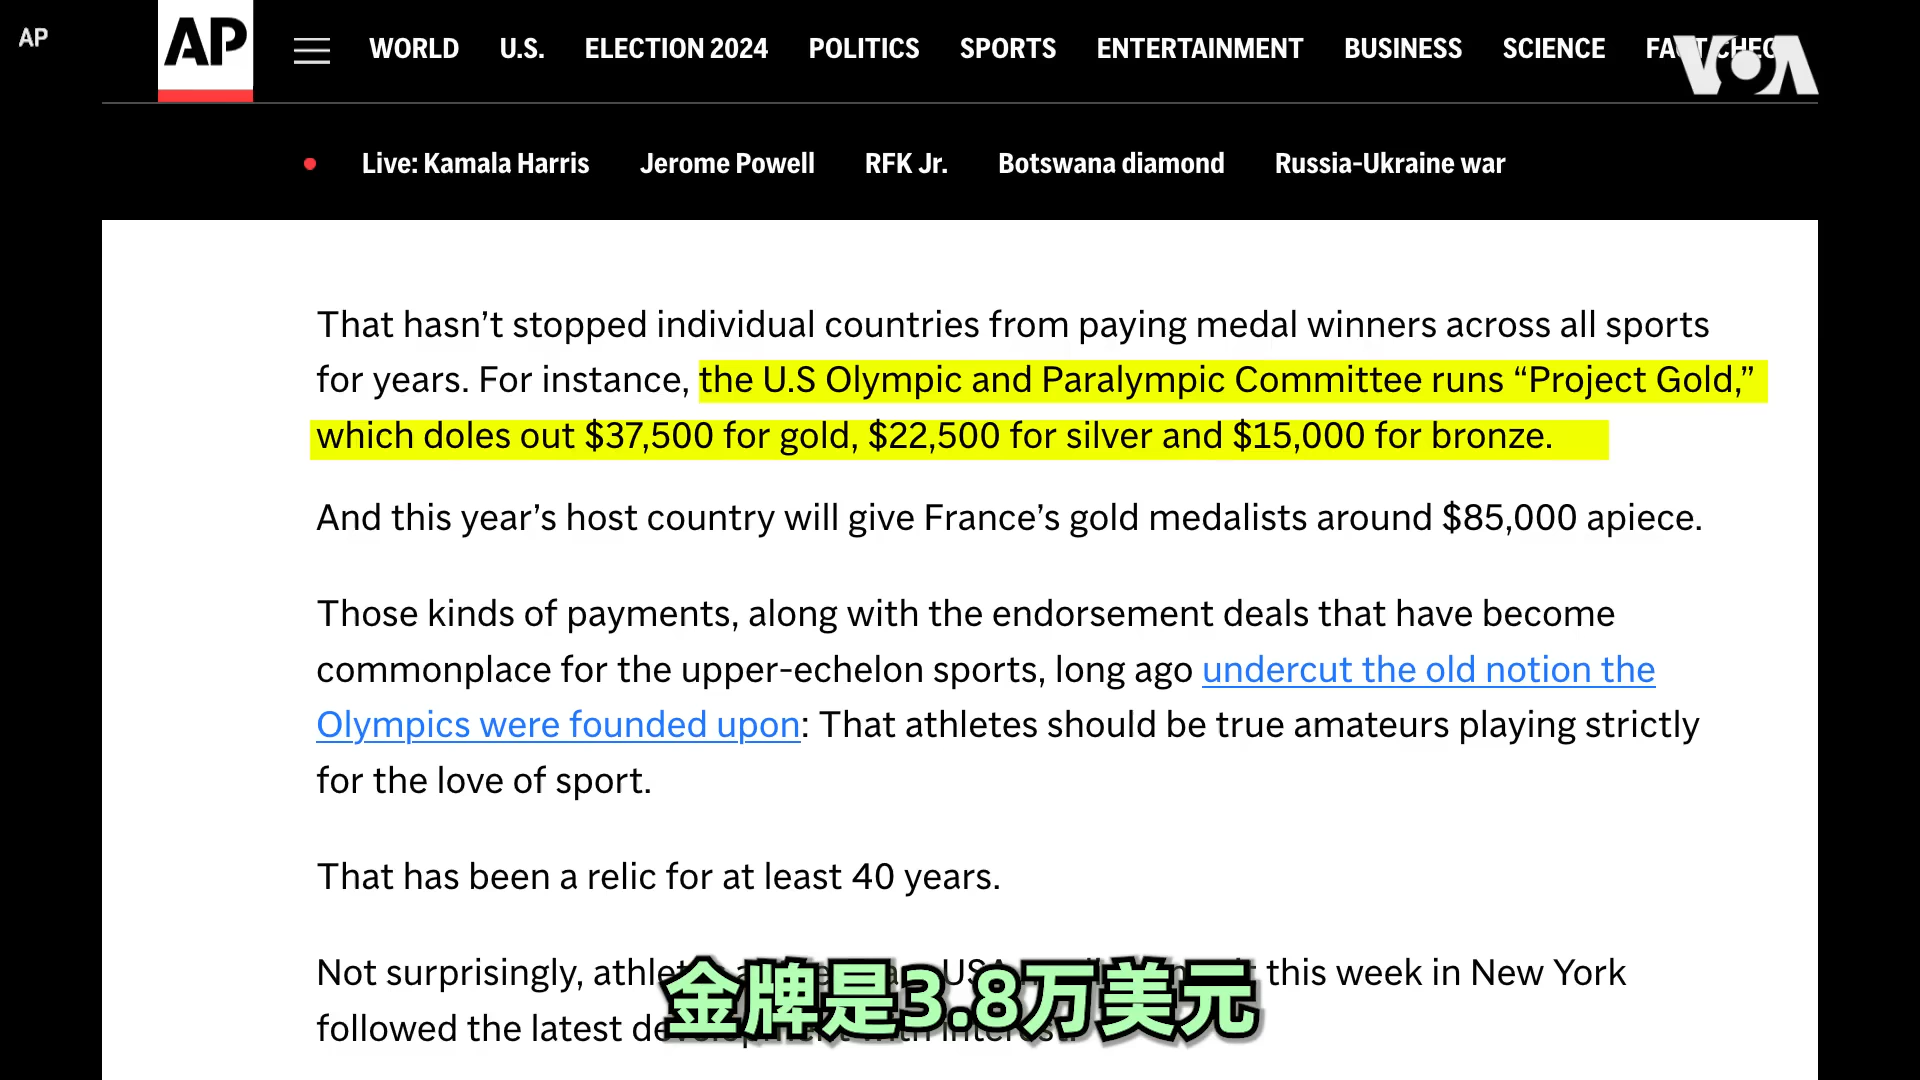 AP
AP
WORLD U.S. ELECTION 2024 POLITICS SPORTS ENTERTAINMENT BUSINESS SCIENCE
VOA
Live: Kamala Harris Jerome Powell RFK Jr. Botswana diamond Russia-Ukraine war
That hasn’t stopped individual countries from paying medal winners across all sports
for years. For instance, the U.S Olympic and Paralympic Committee runs “Project Gold,”
which doles out $37,500 for gold, $22,500 for silver and $15,000 for bronze.
And this year’s host country will give France’s gold medalists around $85,000 apiece.
Those kinds of payments, along with the endorsement deals that have become
commonplace for the upper-echelon sports, long ago undercut the old notion the
Olympics were founded upon: That athletes should be true amateurs playing strictly
for the love of sport.
That has been a relic for at least 40 years.
Not surprisingly, this week in New York
followed the latest
金牌是3.8万美元